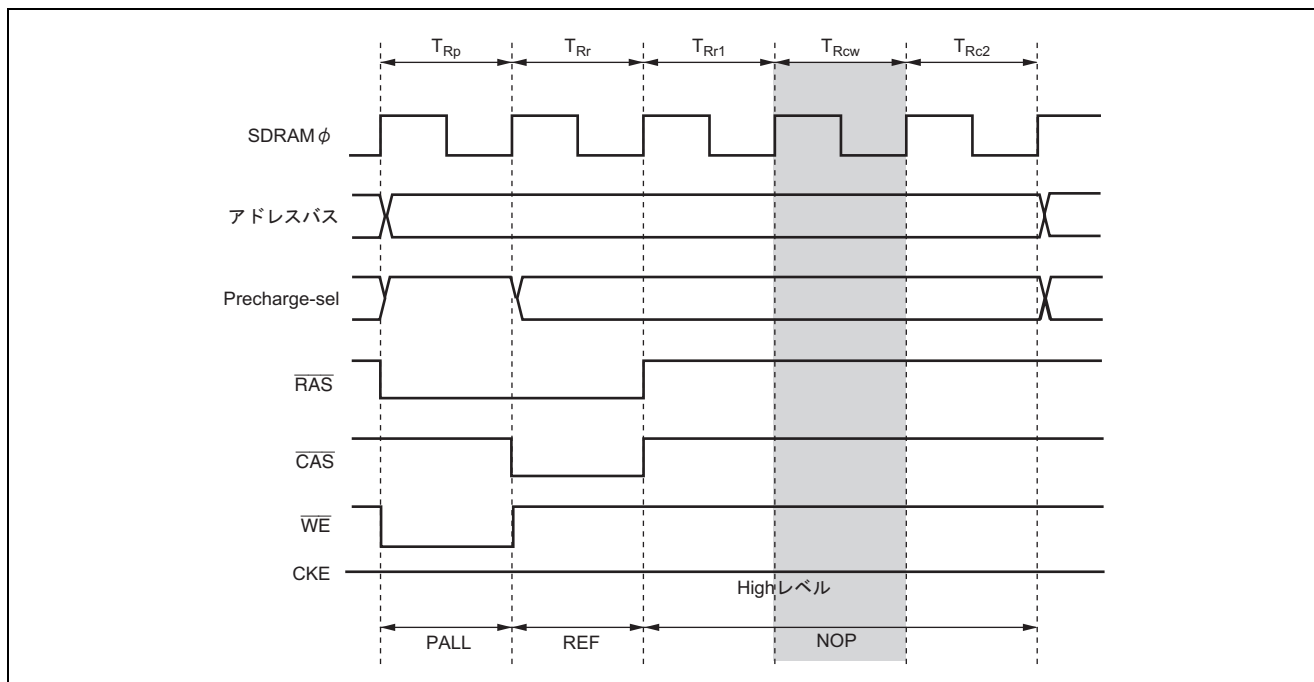 TRp TRr TRr1 TRcw TRc2
SDRAMφ
アドレスバス
Precharge-sel
RAS
CAS
WE
CKE
Highレベル
PALL REF NOP